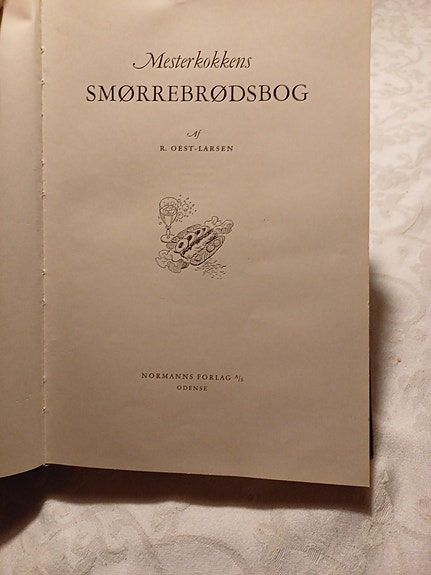 Mesterkokkens
SMØRREBRØDSBOG
Af
R. OEST-LARSEN
NORMANNS FORLAG A/S
ODENSE